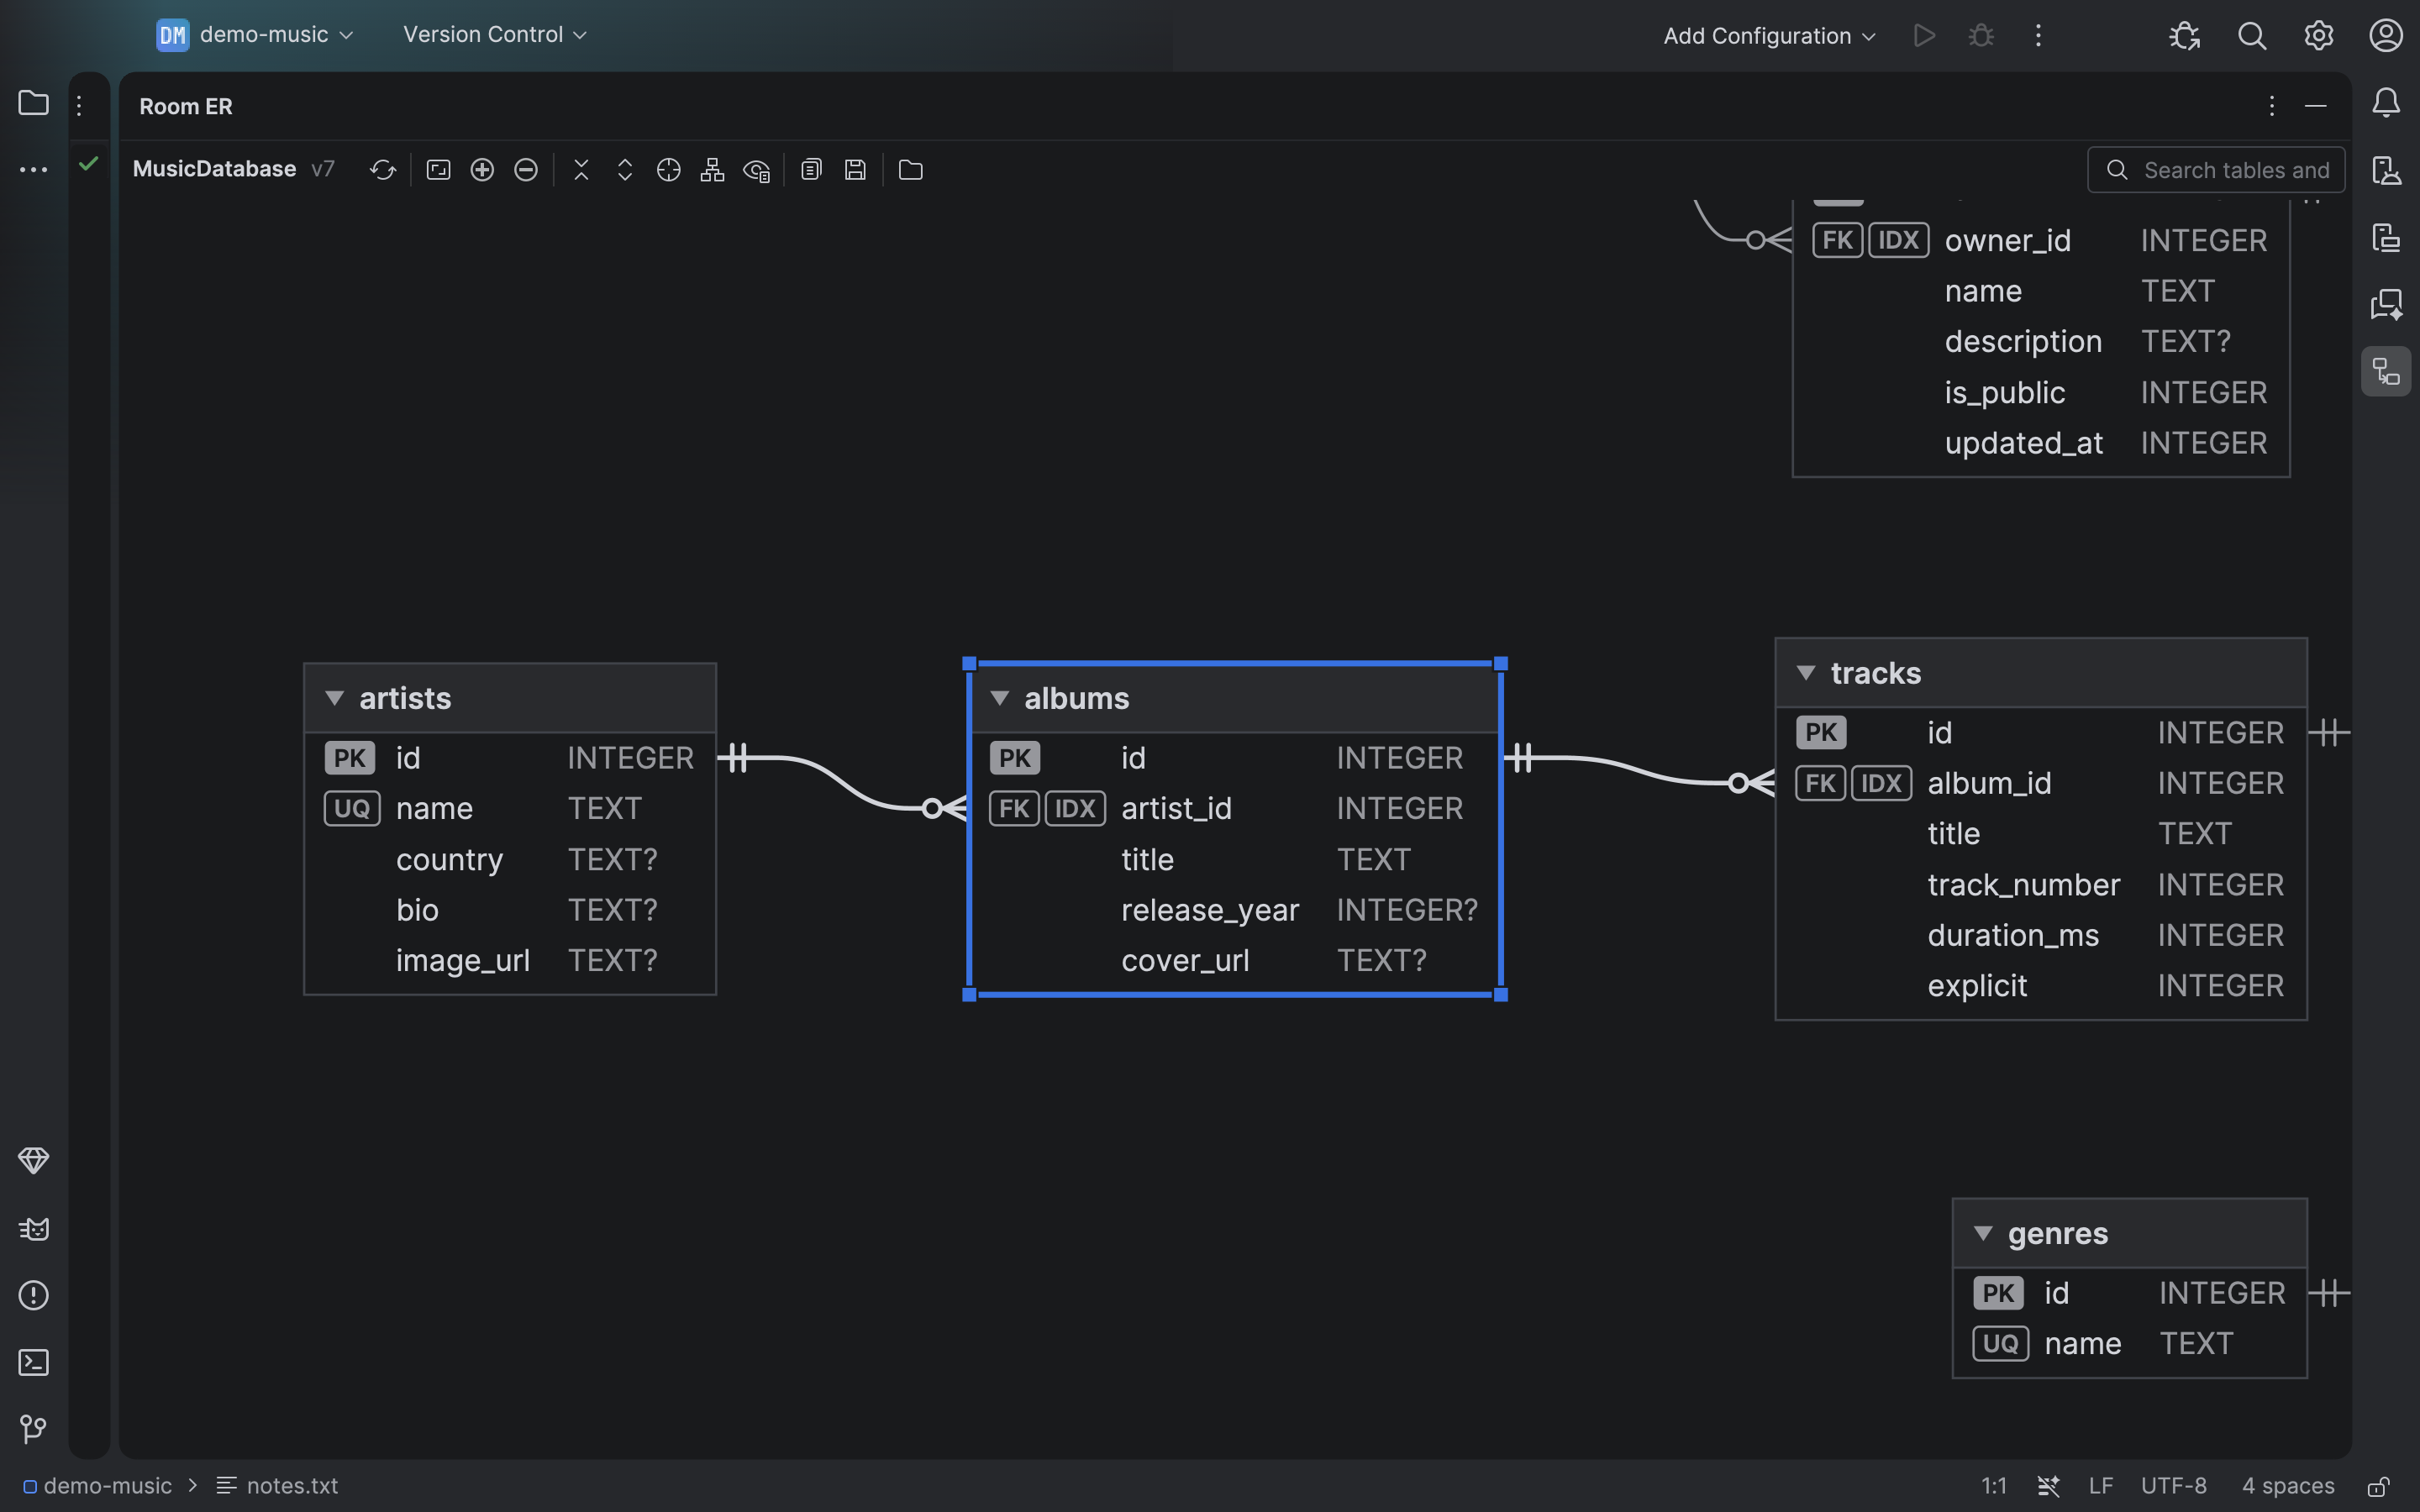 DM demo-music Version Control Add Configuration
Room ER
MusicDatabase v7 Search tables and
FK IDX owner_id INTEGER
name TEXT
description TEXT?
is_public INTEGER
updated_at INTEGER
artists
PK id INTEGER
UQ name TEXT
country TEXT?
bio TEXT?
image_url TEXT?
albums
PK id INTEGER
FK IDX artist_id INTEGER
title TEXT
release_year INTEGER?
cover_url TEXT?
tracks
PK id INTEGER
FK IDX album_id INTEGER
title TEXT
track_number INTEGER
duration_ms INTEGER
explicit INTEGER
genres
PK id INTEGER
UQ name TEXT
demo-music notes.txt 1:1 LF UTF-8 4 spaces